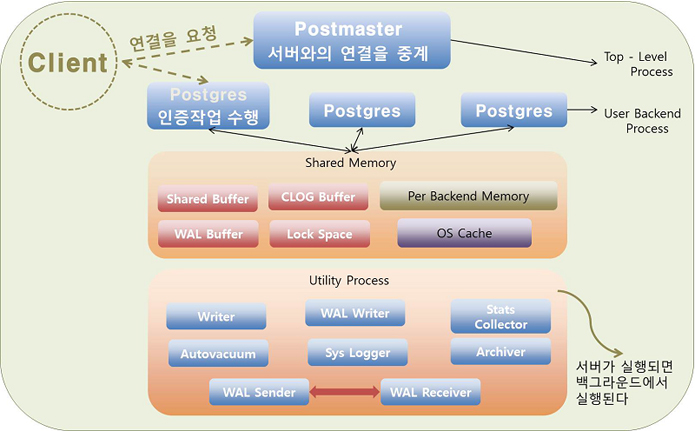 Client
연결을 요청
Postmaster
서버와의 연결을 중계
Top - Level
Process
Postgres
인증작업 수행
Postgres
Postgres
User Backend
Process
Shared Memory
Shared Buffer
CLOG Buffer
Per Backend Memory
WAL Buffer
Lock Space
OS Cache
Utility Process
Writer
WAL Writer
Stats
Collector
Autovacuum
Sys Logger
Archiver
WAL Sender
WAL Receiver
서버가 실행되면
백그라운드에서
실행된다